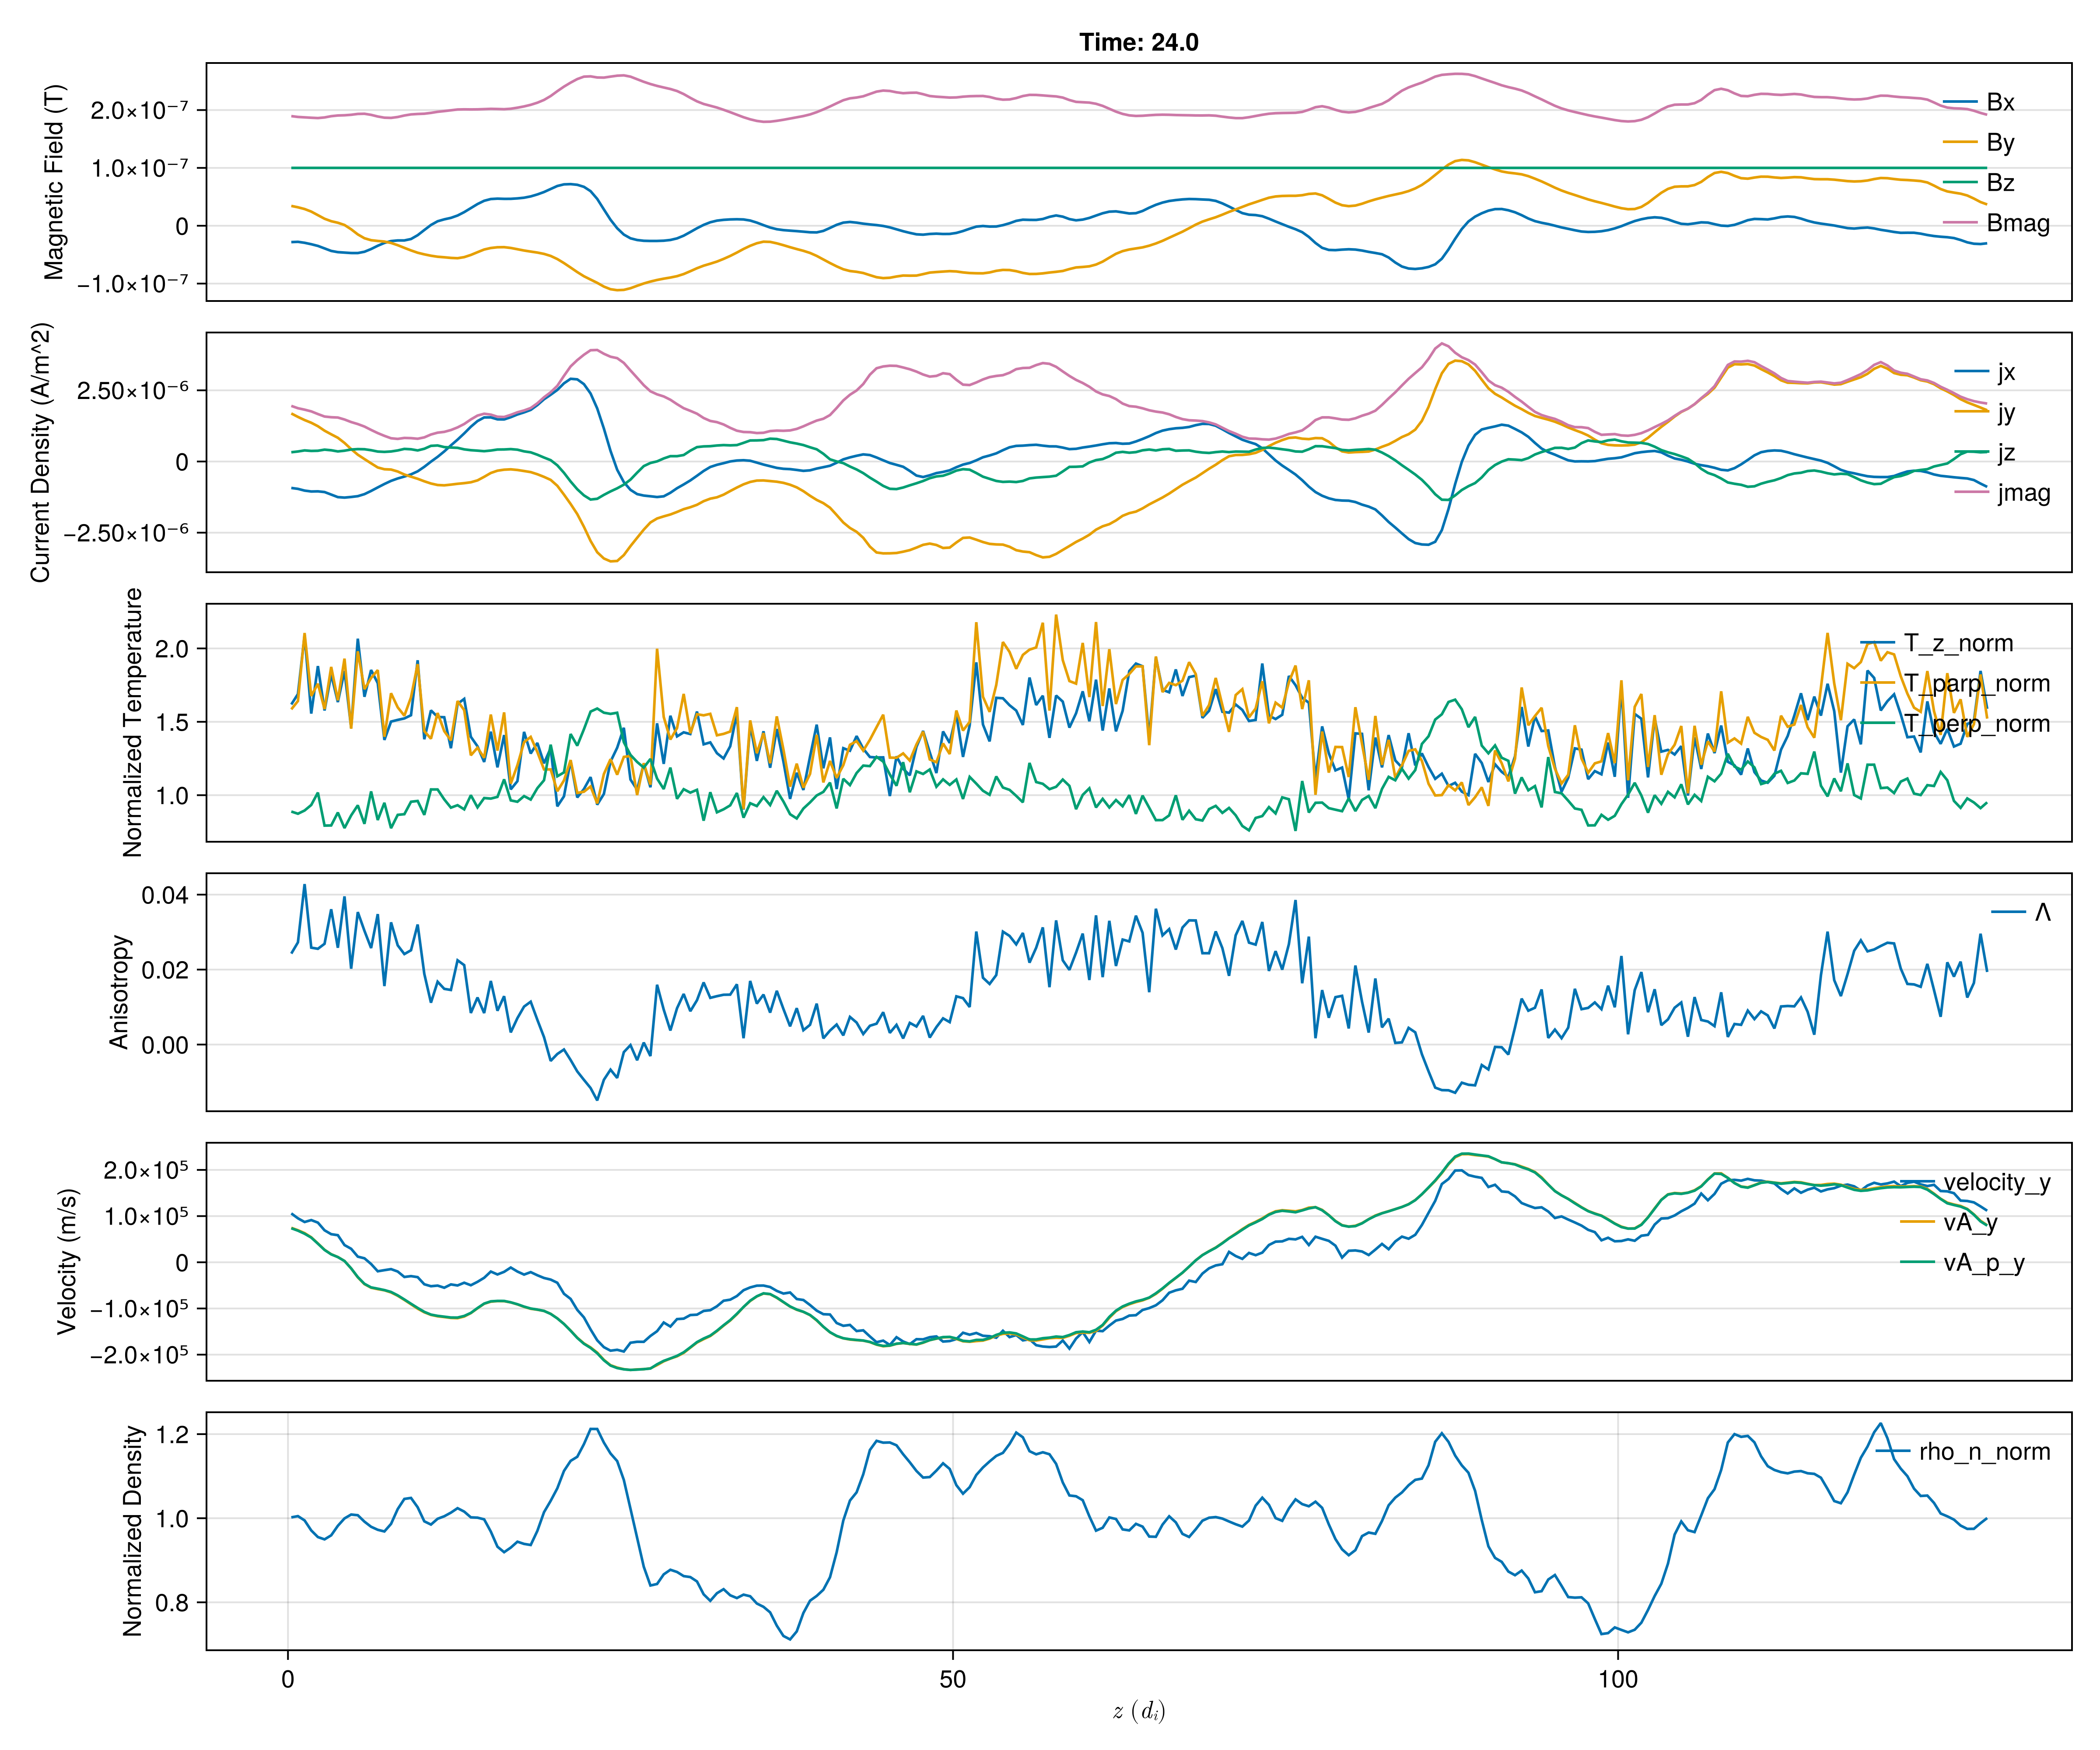 Time: 24.0
Magnetic Field (T)
2.0×10⁻⁷
1.0×10⁻⁷
0
−1.0×10⁻⁷
Bx
By
Bz
Bmag
Current Density (A/m^2)
2.50×10⁻⁶
0
−2.50×10⁻⁶
jx
jy
jz
jmag
Normalized Temperature
2.0
1.5
1.0
T_z_norm
T_parp_norm
T_perp_norm
Anisotropy
0.04
0.02
0.00
Λ
Velocity (m/s)
2.0×10⁵
1.0×10⁵
0
−1.0×10⁵
−2.0×10⁵
velocity_y
vA_y
vA_p_y
Normalized Density
1.2
1.0
0.8
rho_n_norm
0
50
100
z (dᵢ)